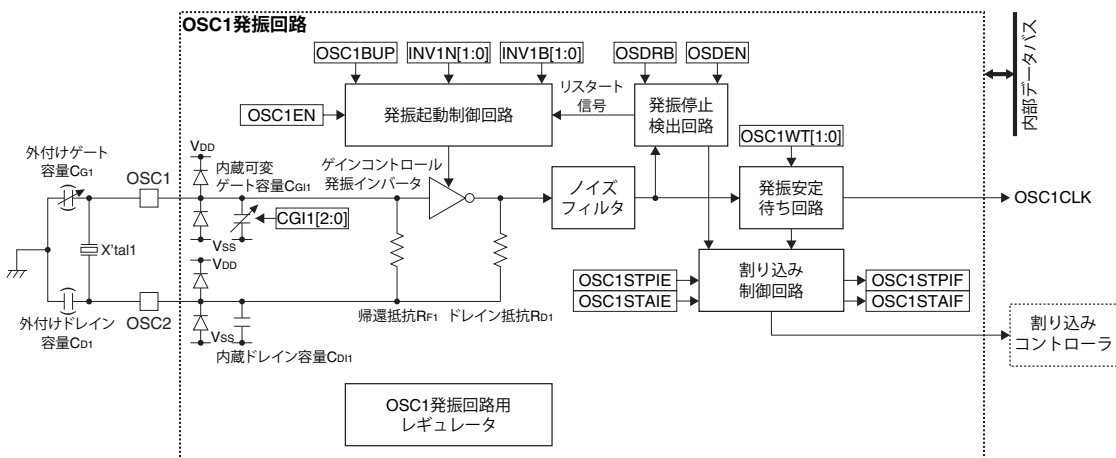 OSC1発振回路
OSC1BUP
INV1N[1:0]
INV1B[1:0]
OSDRB
OSDEN
内部データバス
OSC1EN
発振起動制御回路
リスタート
信号
発振停止
検出回路
OSC1WT[1:0]
外付けゲート
容量CG1
OSC1
VDD
内蔵可変
ゲート容量CGI1
ゲインコントロール
発振インバータ
ノイズ
フィルタ
発振安定
待ち回路
OSC1CLK
CGI1[2:0]
VSS
X'tal1
VDD
OSC1STPIE
OSC1STAIE
割り込み
制御回路
OSC1STPIF
OSC1STAIF
外付けドレイン
容量CD1
OSC2
VSS
内蔵ドレイン容量CDI1
帰還抵抗RF1
ドレイン抵抗RD1
割り込み
コントローラ
OSC1発振回路用
レギュレータ